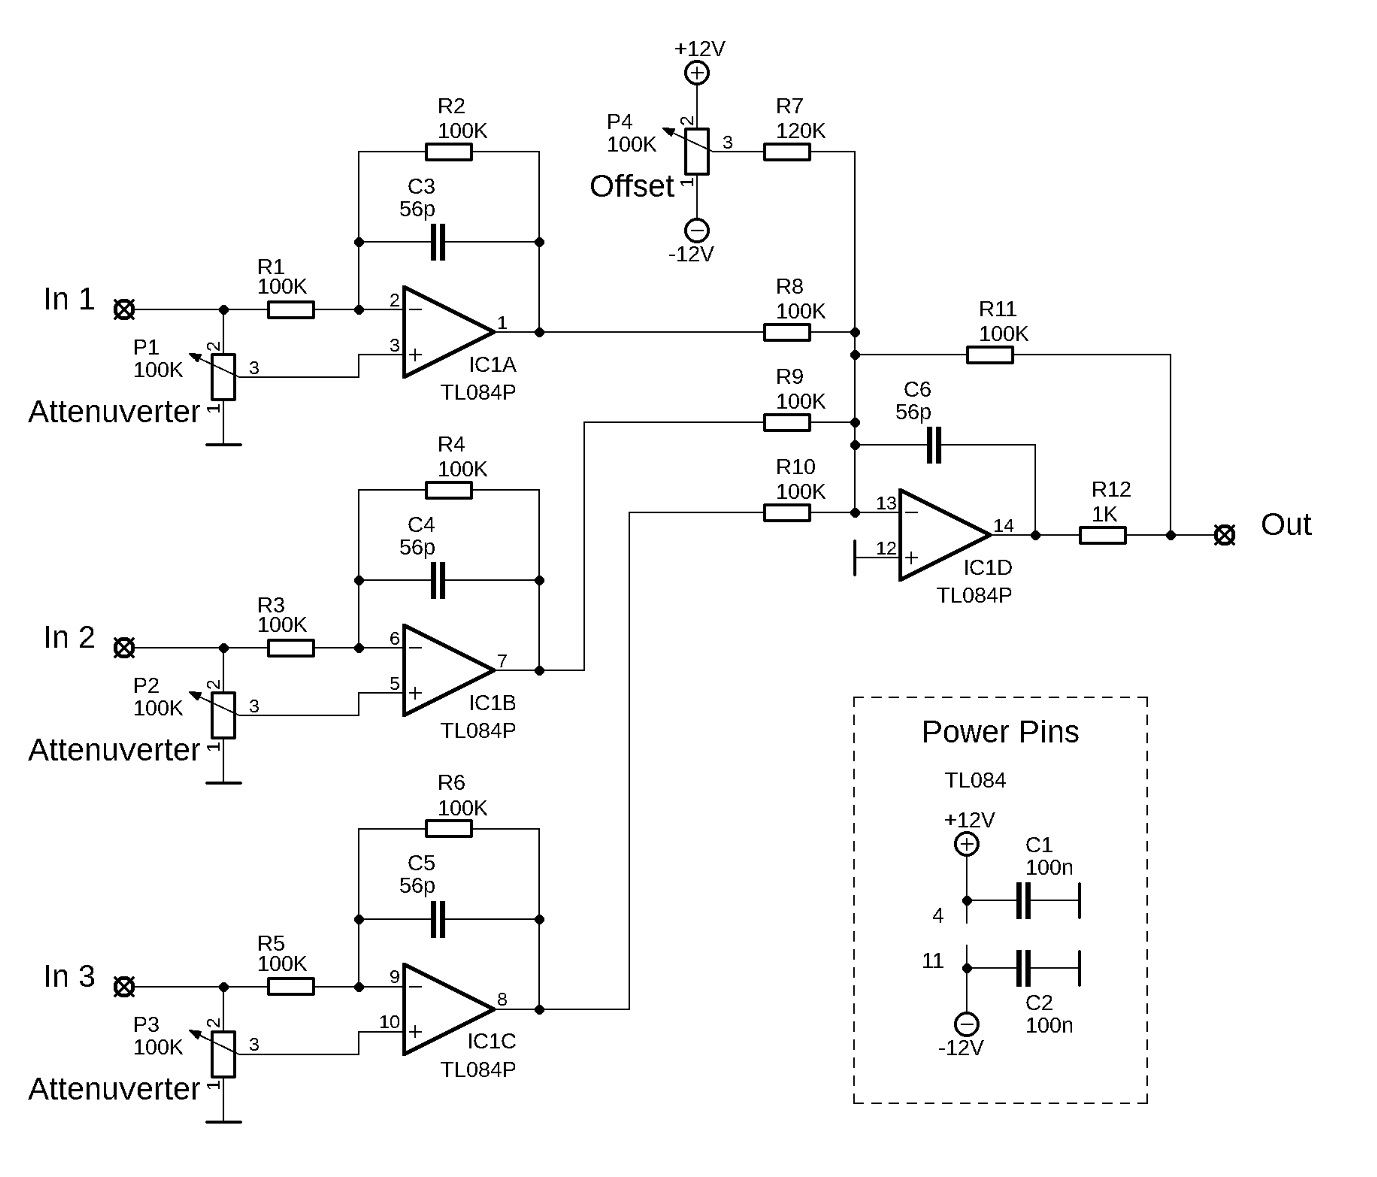 +12V
2
P4
100K
3
1
Offset
-12V
R7
120K
R2
100K
C3
56p
In 1
R1
100K
2
−
3
+
1
IC1A
TL084P
P1
100K
2
3
1
Attenuverter
R8
100K
R9
100K
R10
100K
R11
100K
C6
56p
13
−
12
+
14
IC1D
TL084P
R12
1K
Out
R4
100K
C4
56p
In 2
R3
100K
6
−
5
+
7
IC1B
TL084P
P2
100K
2
3
1
Attenuverter
R6
100K
C5
56p
In 3
R5
100K
9
−
10
+
8
IC1C
TL084P
P3
100K
2
3
1
Attenuverter
Power Pins
TL084
+12V
C1
100n
4
11
C2
100n
-12V